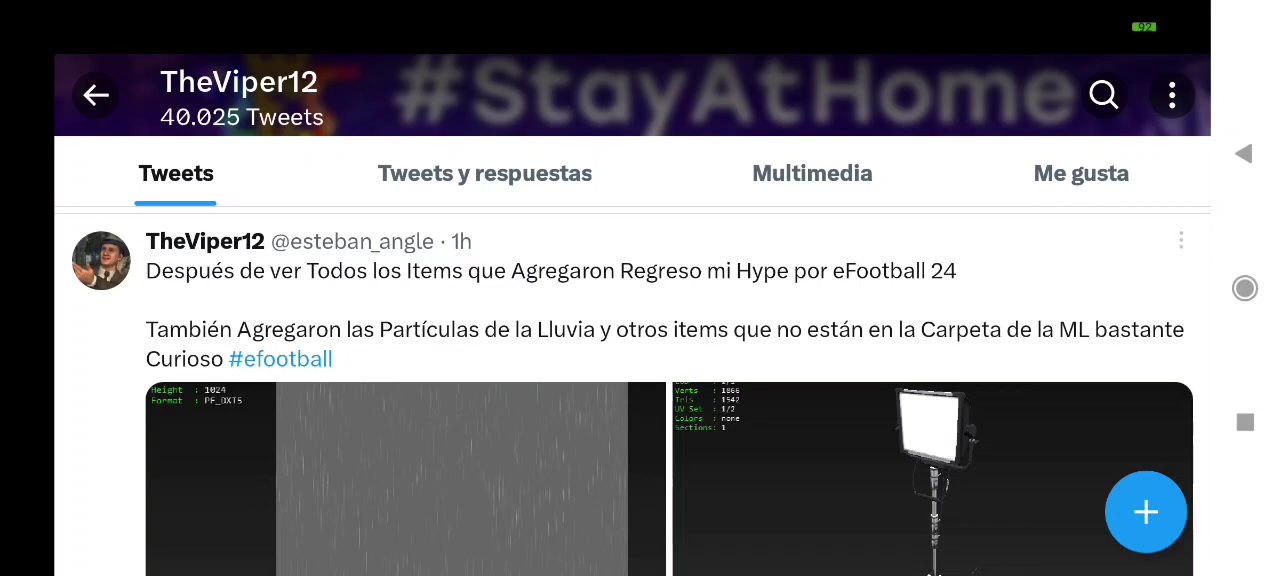 92
#StayAtHome
TheViper12
40.025 Tweets
Tweets
Tweets y respuestas
Multimedia
Me gusta
TheViper12 @esteban_angle · 1h
Después de ver Todos los Items que Agregaron Regreso mi Hype por eFootball 24
También Agregaron las Partículas de la Lluvia y otros items que no están en la Carpeta de la ML bastante
Curioso #efootball
Height : 1024
Format : PF_DXT5
Verts : 1866
Tris : 1542
UV Set : 1/2
Colors : none
Sections: 1